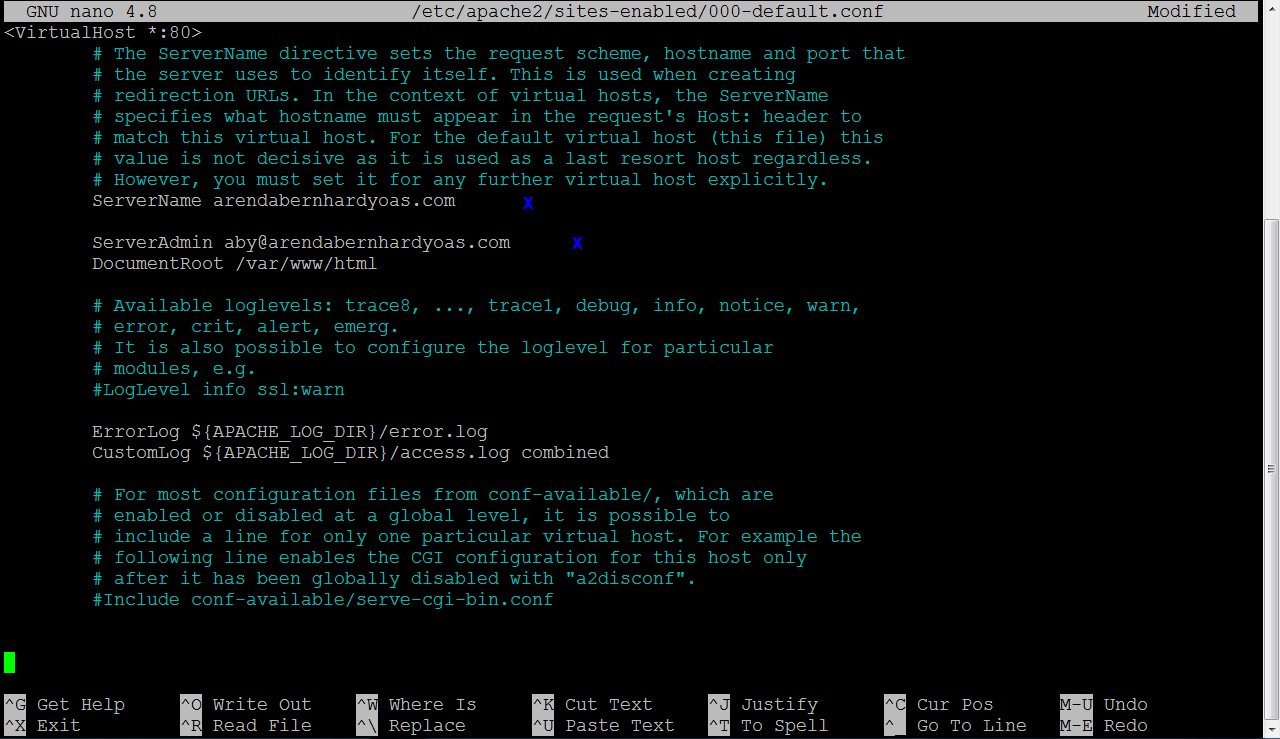 GNU nano 4.8 /etc/apache2/sites-enabled/000-default.conf Modified
<VirtualHost *:80>
# The ServerName directive sets the request scheme, hostname and port that
# the server uses to identify itself. This is used when creating
# redirection URLs. In the context of virtual hosts, the ServerName
# specifies what hostname must appear in the request's Host: header to
# match this virtual host. For the default virtual host (this file) this
# value is not decisive as it is used as a last resort host regardless.
# However, you must set it for any further virtual host explicitly.
ServerName arendabernhardyoas.com x
ServerAdmin aby@arendabernhardyoas.com x
DocumentRoot /var/www/html
# Available loglevels: trace8, ..., trace1, debug, info, notice, warn,
# error, crit, alert, emerg.
# It is also possible to configure the loglevel for particular
# modules, e.g.
#LogLevel info ssl:warn
ErrorLog ${APACHE_LOG_DIR}/error.log
CustomLog ${APACHE_LOG_DIR}/access.log combined
# For most configuration files from conf-available/, which are
# enabled or disabled at a global level, it is possible to
# include a line for only one particular virtual host. For example the
# following line enables the CGI configuration for this host only
# after it has been globally disabled with "a2disconf".
#Include conf-available/serve-cgi-bin.conf
^G Get Help ^O Write Out ^W Where Is ^K Cut Text ^J Justify ^C Cur Pos M-U Undo
^X Exit ^R Read File ^\ Replace ^U Paste Text ^T To Spell ^_ Go To Line M-E Redo